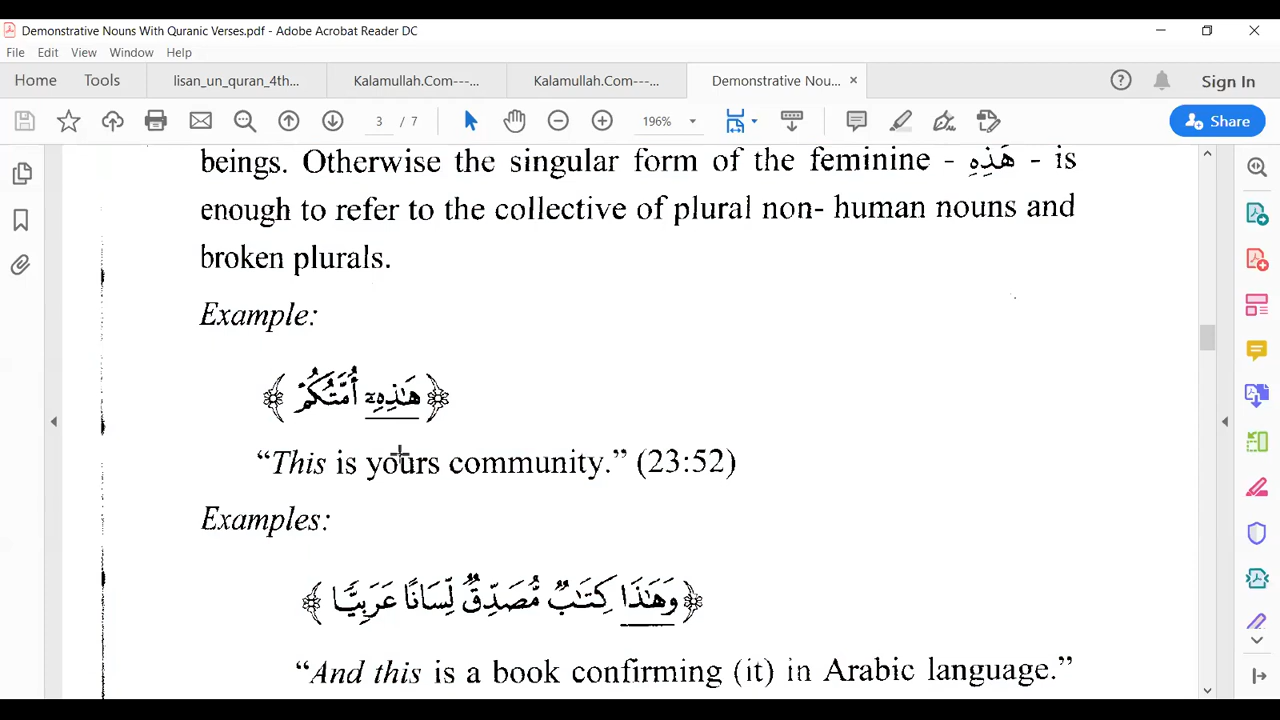 Demonstrative Nouns With Quranic Verses.pdf - Adobe Acrobat Reader DC
File Edit View Window Help
Home Tools lisan_un_quran_4th... Kalamullah.Com---... Kalamullah.Com---... Demonstrative Nou... × Sign In
3 / 7 196% Share
beings. Otherwise the singular form of the feminine - هَذِهِ - is
enough to refer to the collective of plural non- human nouns and
broken plurals.
Example:
﴿هَـٰذِهِۦٓ أُمَّتُكُمْ﴾
“This is yours community.” (23:52)
Examples:
﴿وَهَـٰذَا كِتَـٰبٌ مُّصَدِّقٌ لِّسَانًا عَرَبِيًّا﴾
“And this is a book confirming (it) in Arabic language.”